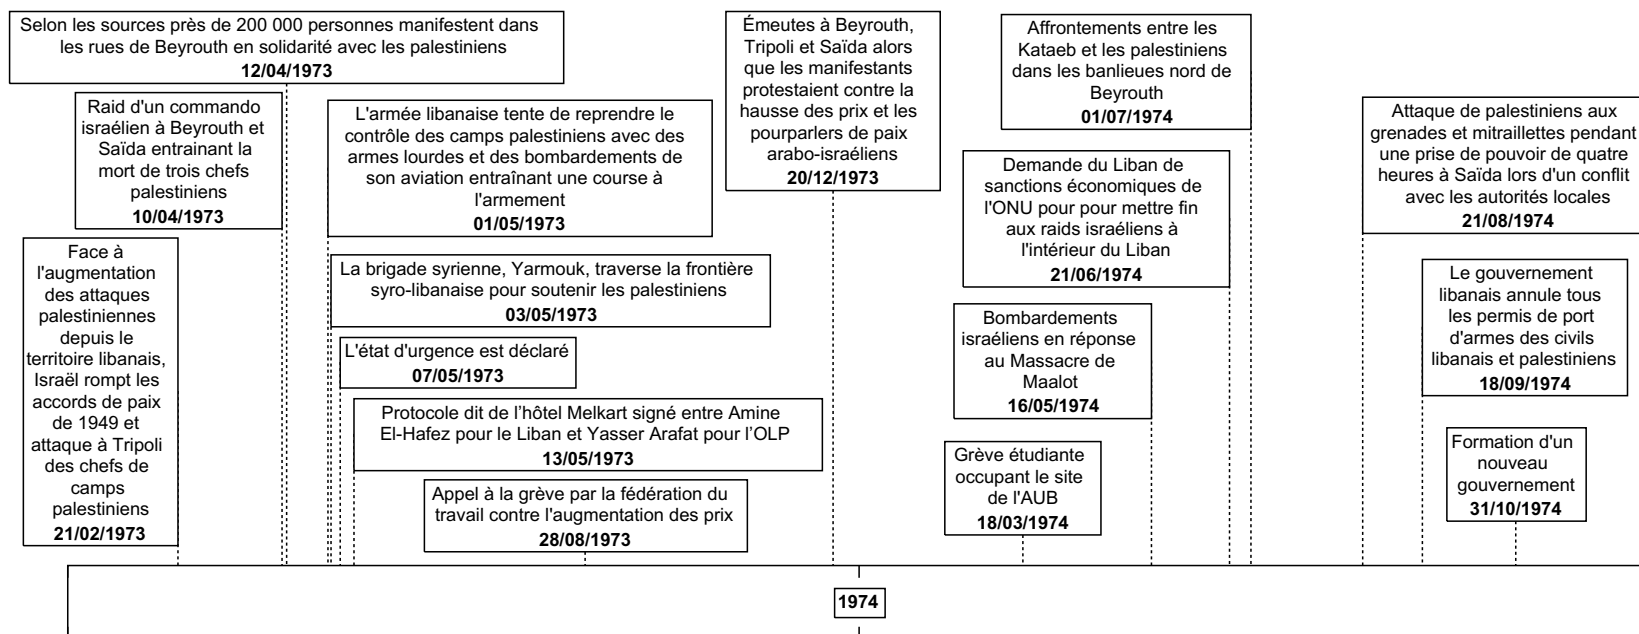 Selon les sources près de 200 000 personnes manifestent dans
les rues de Beyrouth en solidarité avec les palestiniens
12/04/1973
Raid d'un commando
israélien à Beyrouth et
Saïda entrainant la
mort de trois chefs
palestiniens
10/04/1973
Face à
l'augmentation
des attaques
palestiniennes
depuis le
territoire libanais,
Israël rompt les
accords de paix
de 1949 et
attaque à Tripoli
des chefs de
camps
palestiniens
21/02/1973
L'armée libanaise tente de reprendre le
contrôle des camps palestiniens avec des
armes lourdes et des bombardements de
son aviation entraînant une course à
l'armement
01/05/1973
La brigade syrienne, Yarmouk, traverse la frontière
syro-libanaise pour soutenir les palestiniens
03/05/1973
L'état d'urgence est déclaré
07/05/1973
Protocole dit de l’hôtel Melkart signé entre Amine
El-Hafez pour le Liban et Yasser Arafat pour l’OLP
13/05/1973
Appel à la grève par la fédération du
travail contre l'augmentation des prix
28/08/1973
Émeutes à Beyrouth,
Tripoli et Saïda alors
que les manifestants
protestaient contre la
hausse des prix et les
pourparlers de paix
arabo-israéliens
20/12/1973
Affrontements entre les
Kataeb et les palestiniens
dans les banlieues nord de
Beyrouth
01/07/1974
Demande du Liban de
sanctions économiques de
l'ONU pour pour mettre fin
aux raids israéliens à
l'intérieur du Liban
21/06/1974
Bombardements
israéliens en réponse
au Massacre de
Maalot
16/05/1974
Grève étudiante
occupant le site
de l'AUB
18/03/1974
Attaque de palestiniens aux
grenades et mitraillettes pendant
une prise de pouvoir de quatre
heures à Saïda lors d'un conflit
avec les autorités locales
21/08/1974
Le gouvernement
libanais annule tous
les permis de port
d'armes des civils
libanais et palestiniens
18/09/1974
Formation d'un
nouveau
gouvernement
31/10/1974
1974